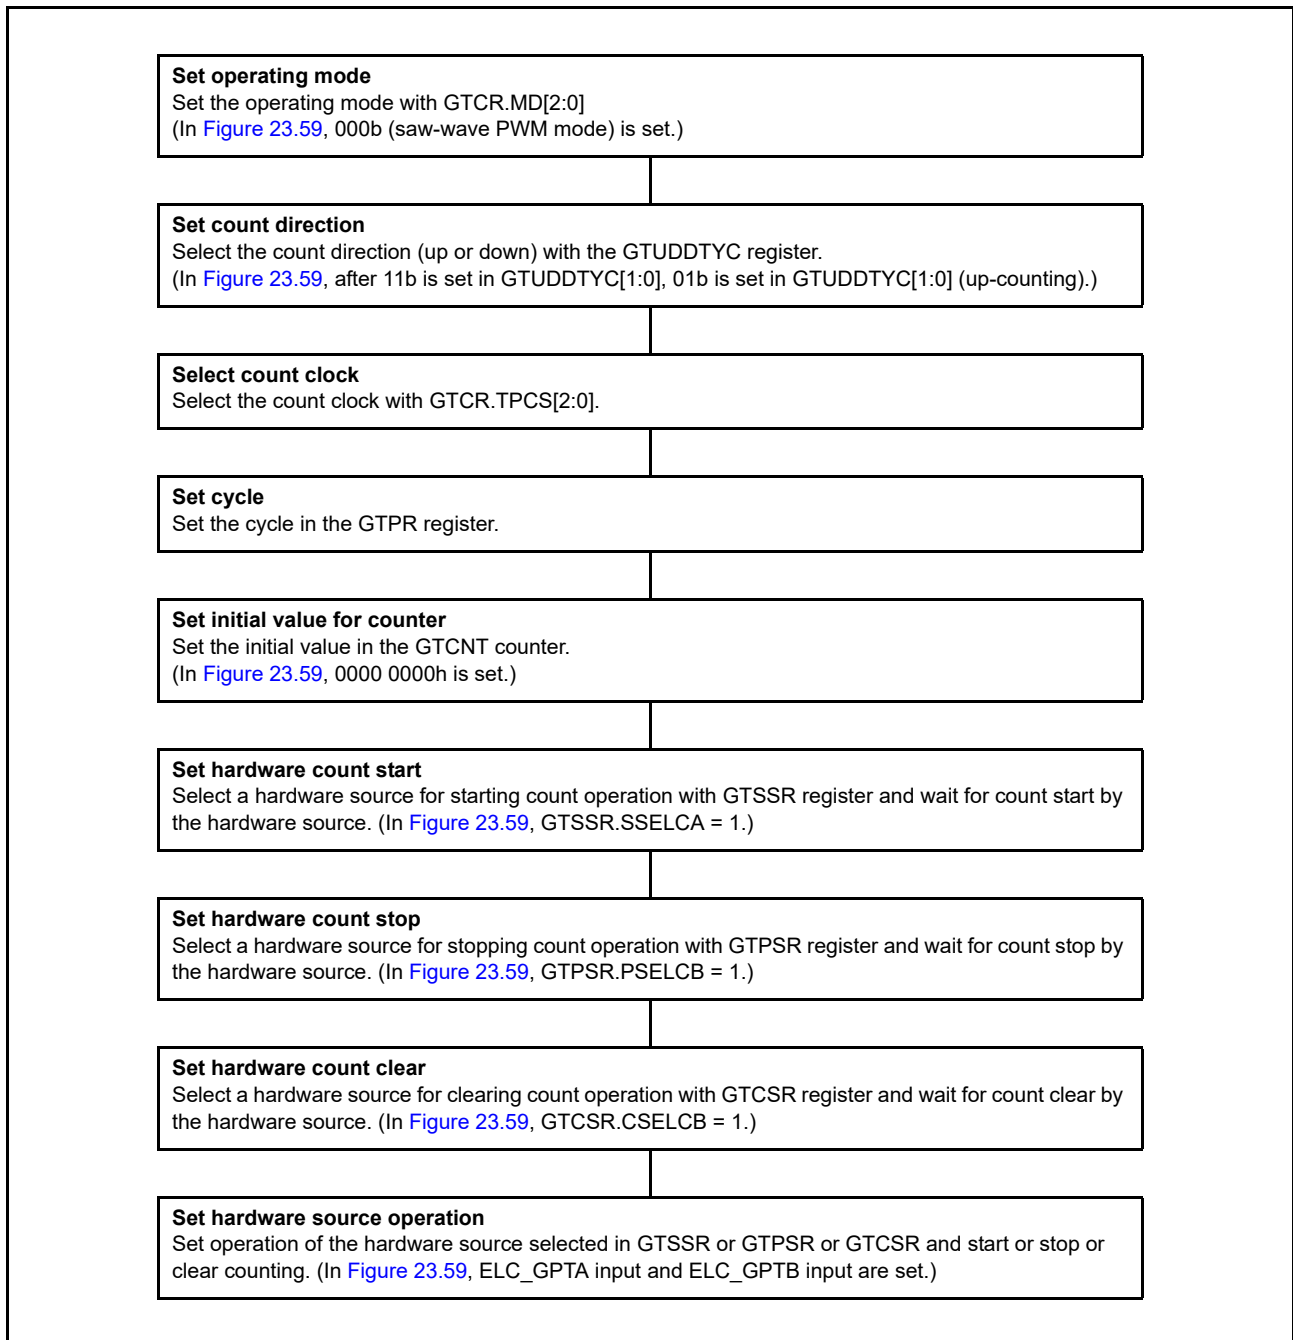 Set operating mode
Set the operating mode with GTCR.MD[2:0]
(In Figure 23.59, 000b (saw-wave PWM mode) is set.)
Set count direction
Select the count direction (up or down) with the GTUDDTYC register.
(In Figure 23.59, after 11b is set in GTUDDTYC[1:0], 01b is set in GTUDDTYC[1:0] (up-counting).)
Select count clock
Select the count clock with GTCR.TPCS[2:0].
Set cycle
Set the cycle in the GTPR register.
Set initial value for counter
Set the initial value in the GTCNT counter.
(In Figure 23.59, 0000 0000h is set.)
Set hardware count start
Select a hardware source for starting count operation with GTSSR register and wait for count start by
the hardware source. (In Figure 23.59, GTSSR.SSELCA = 1.)
Set hardware count stop
Select a hardware source for stopping count operation with GTPSR register and wait for count stop by
the hardware source. (In Figure 23.59, GTPSR.PSELCB = 1.)
Set hardware count clear
Select a hardware source for clearing count operation with GTCSR register and wait for count clear by
the hardware source. (In Figure 23.59, GTCSR.CSELCB = 1.)
Set hardware source operation
Set operation of the hardware source selected in GTSSR or GTPSR or GTCSR and start or stop or
clear counting. (In Figure 23.59, ELC_GPTA input and ELC_GPTB input are set.)